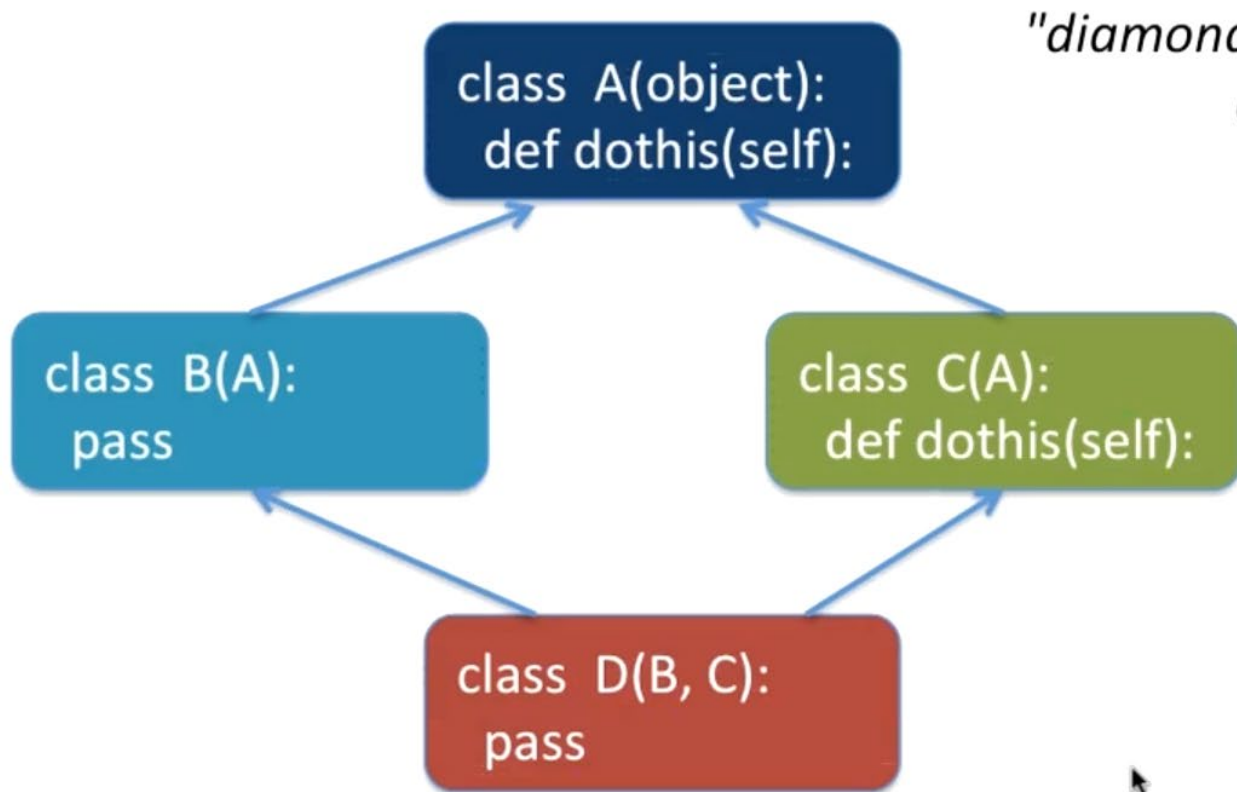 "diamond
class A(object):
def dothis(self):
class B(A):
pass
class C(A):
def dothis(self):
class D(B, C):
pass